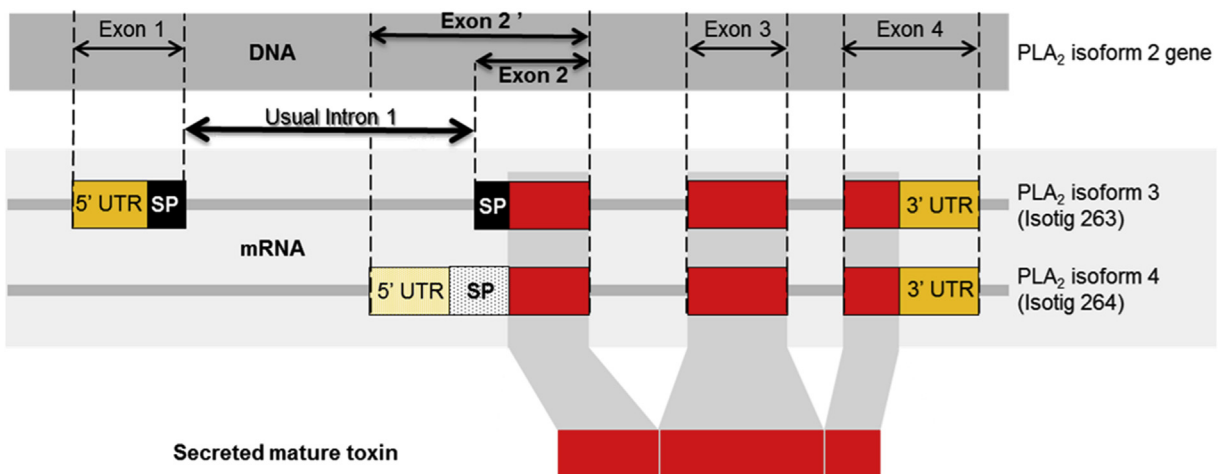 Exon 1
Exon 2 ’
Exon 3
Exon 4
DNA
Exon 2
PLA₂ isoform 2 gene
Usual Intron 1
5' UTR
SP
SP
3' UTR
PLA₂ isoform 3
(Isotig 263)
mRNA
5' UTR
SP
3' UTR
PLA₂ isoform 4
(Isotig 264)
Secreted mature toxin